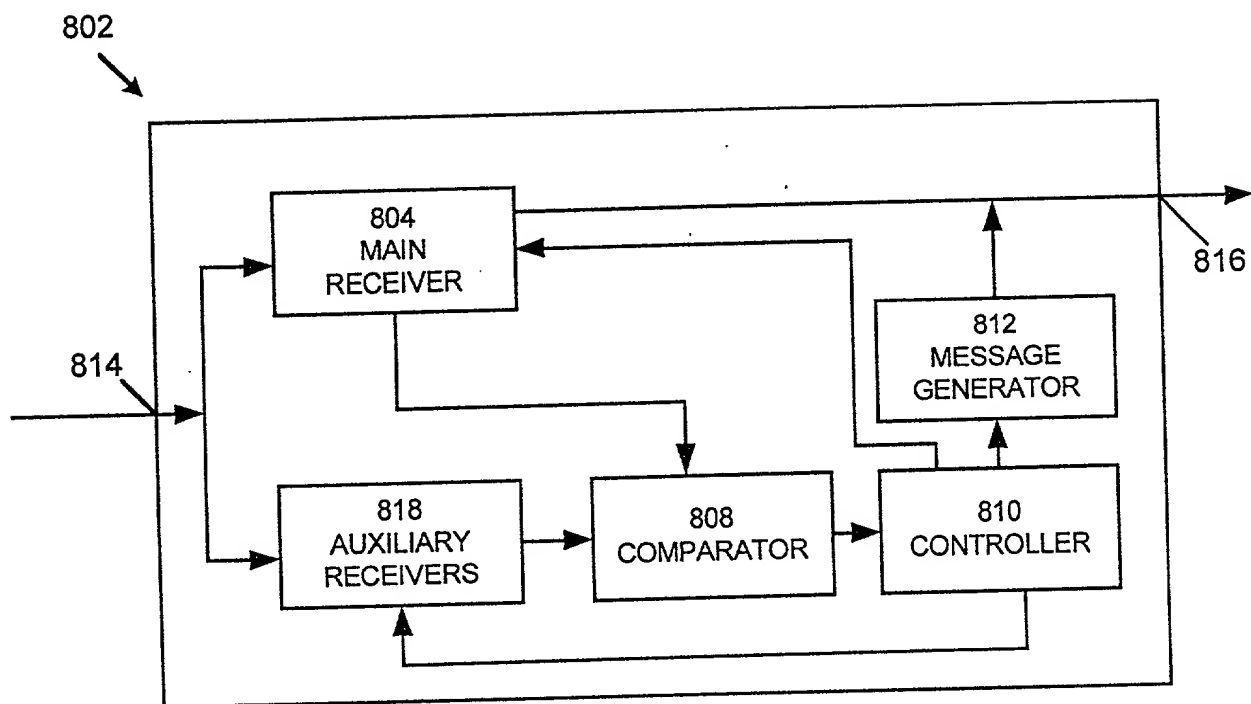 802
804
MAIN
RECEIVER
816
812
MESSAGE
GENERATOR
814
818
AUXILIARY
RECEIVERS
808
COMPARATOR
810
CONTROLLER